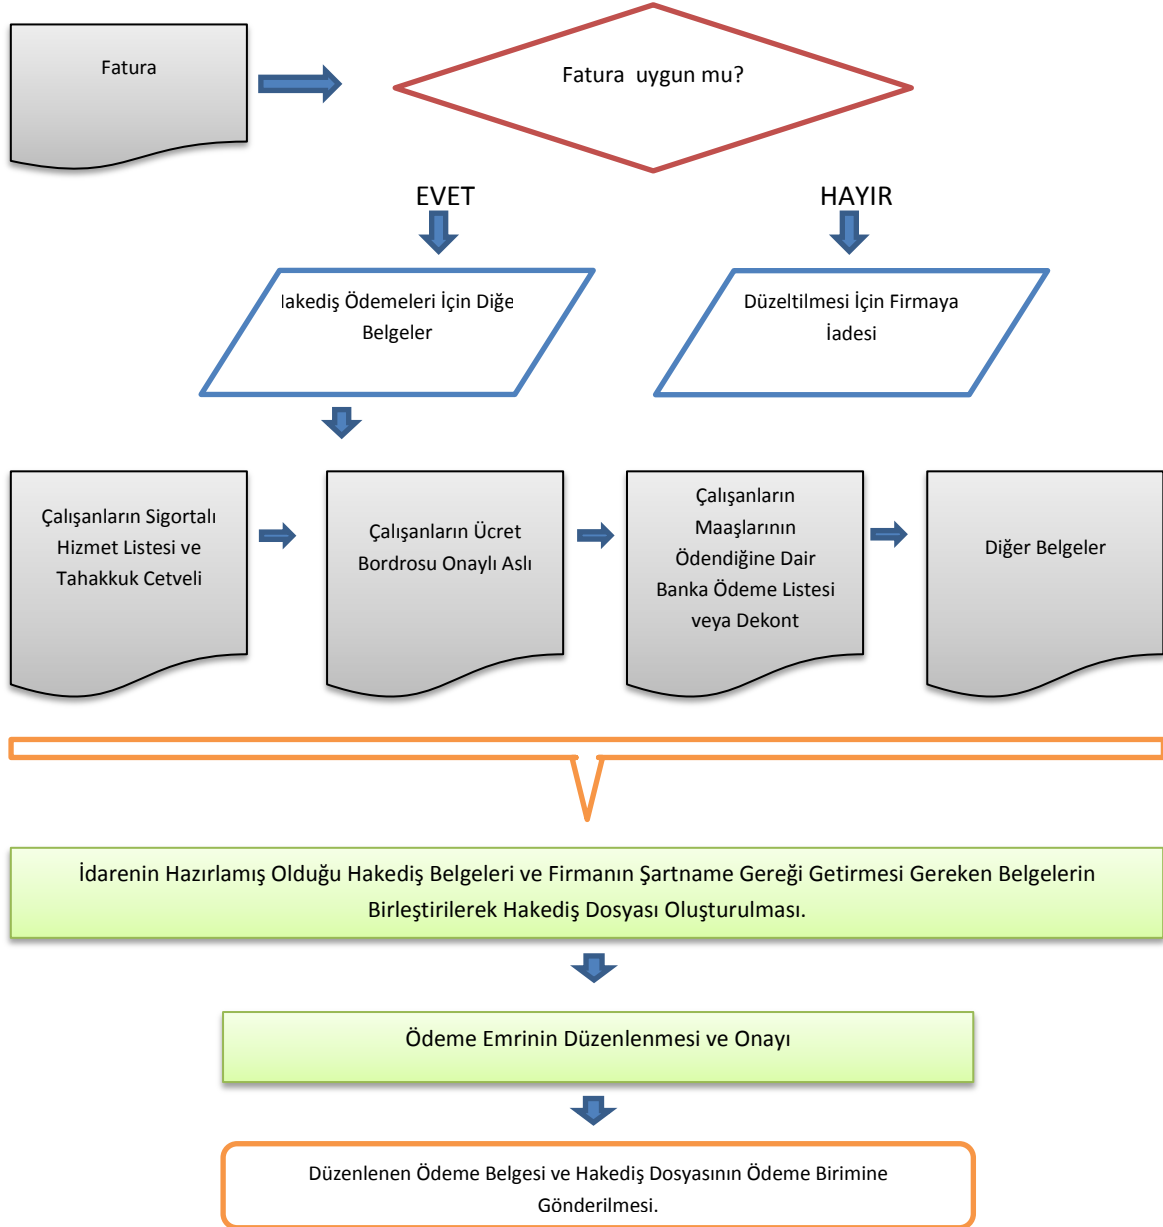 Fatura
Fatura uygun mu?
EVET
HAYIR
Hakediş Ödemeleri İçin Diğe
Belgeler
Düzeltilmesi İçin Firmaya
İadesi
Çalışanların Sigortalı
Hizmet Listesi ve
Tahakkuk Cetveli
Çalışanların Ücret
Bordrosu Onaylı Aslı
Çalışanların
Maaşlarının
Ödendiğine Dair
Banka Ödeme Listesi
veya Dekont
Diğer Belgeler
İdarenin Hazırlamış Olduğu Hakediş Belgeleri ve Firmanın Şartname Gereği Getirmesi Gereken Belgelerin
Birleştirilerek Hakediş Dosyası Oluşturulması.
Ödeme Emrinin Düzenlenmesi ve Onayı
Düzenlenen Ödeme Belgesi ve Hakediş Dosyasının Ödeme Birimine
Gönderilmesi.